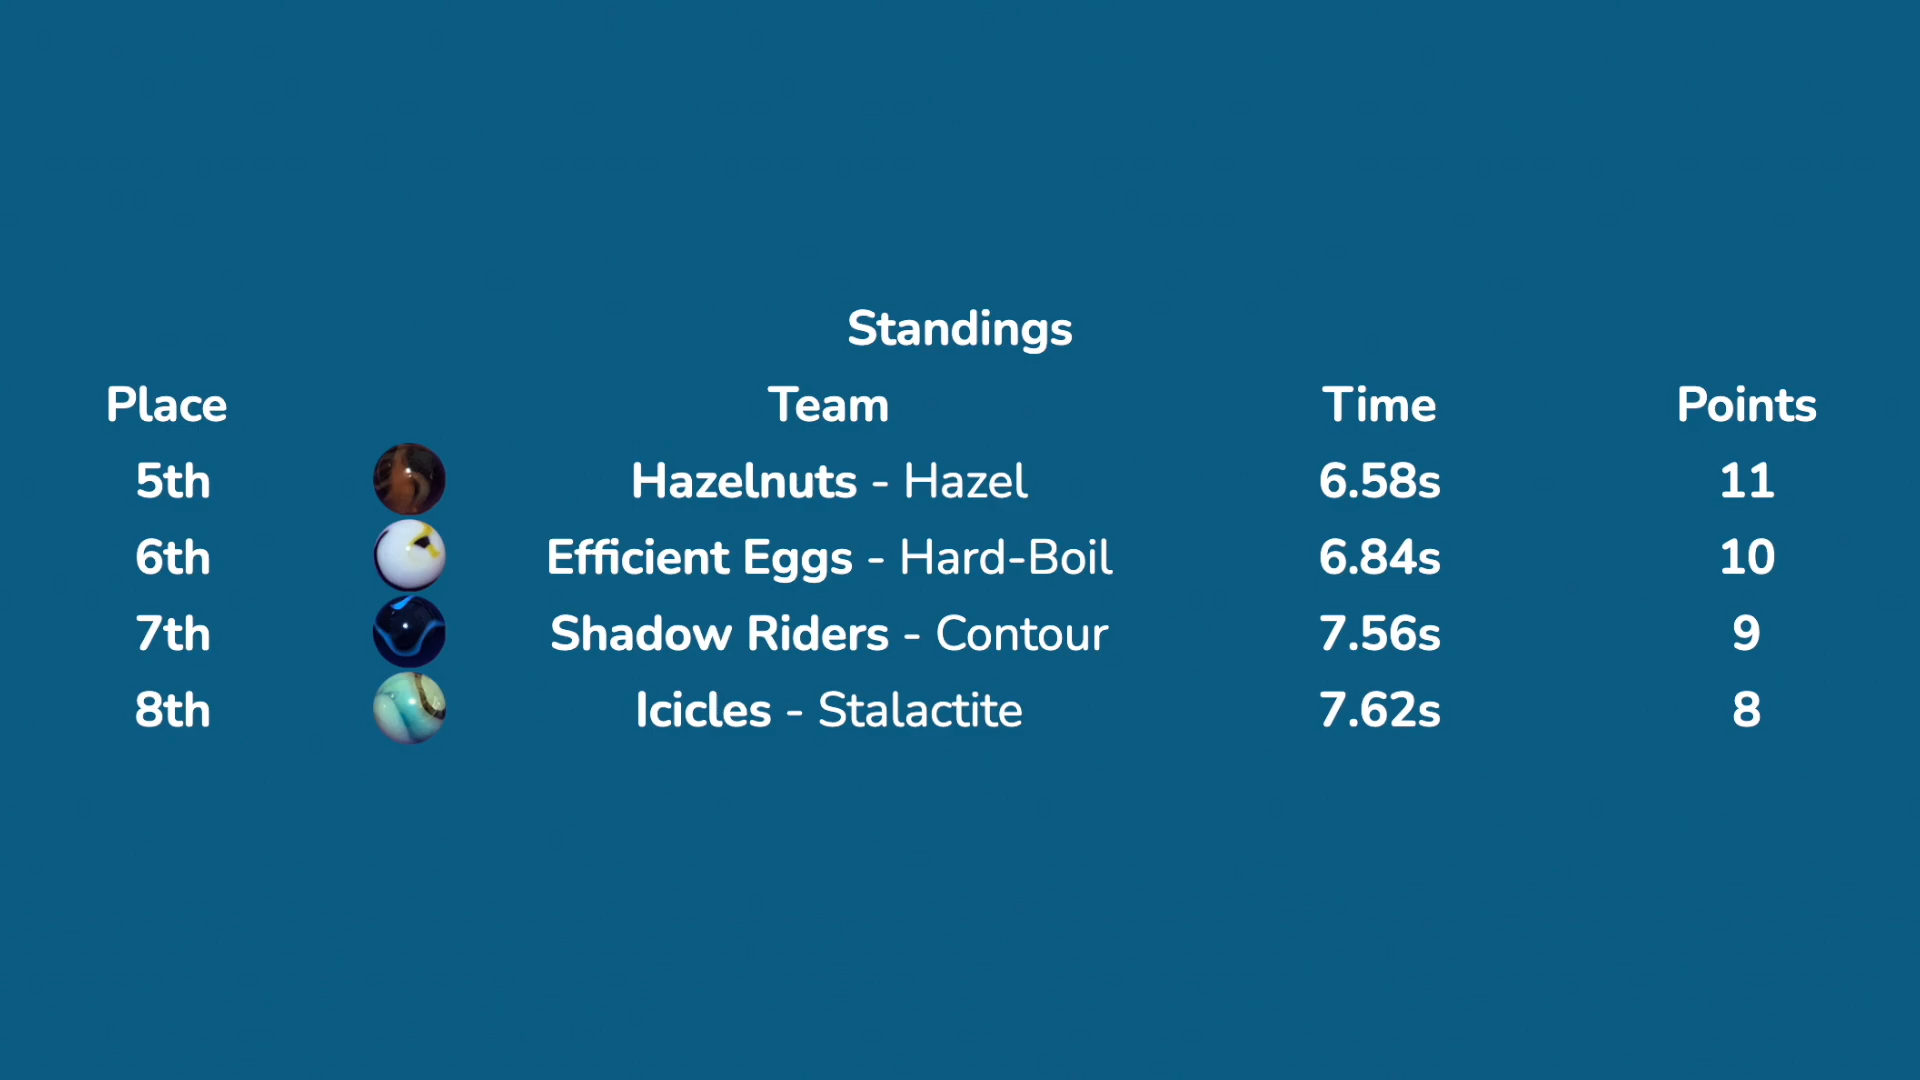 Standings
Place Team Time Points
5th Hazelnuts - Hazel 6.58s 11
6th Efficient Eggs - Hard-Boil 6.84s 10
7th Shadow Riders - Contour 7.56s 9
8th Icicles - Stalactite 7.62s 8